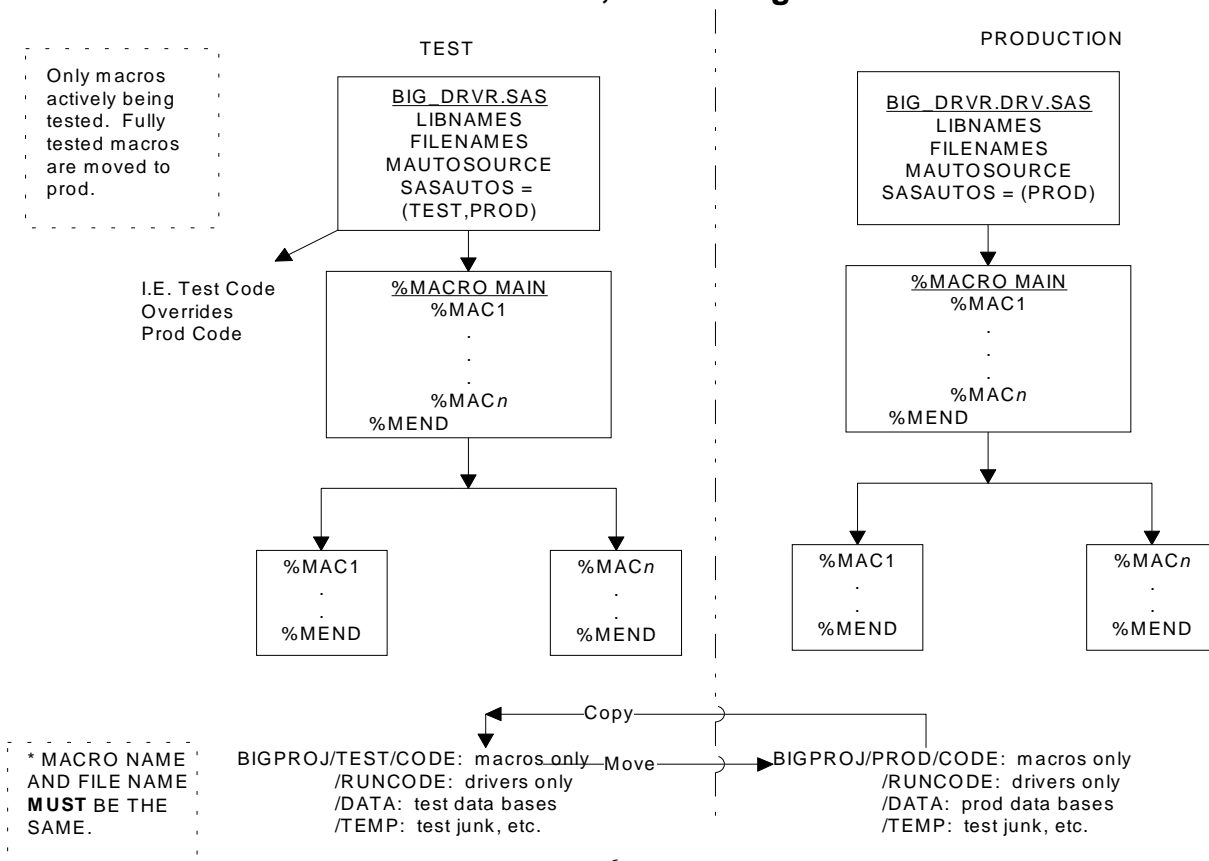 TEST
PRODUCTION
Only macros
actively being
tested. Fully
tested macros
are moved to
prod.
BIG_DRVR.SAS
LIBNAMES
FILENAMES
MAUTOSOURCE
SASAUTOS =
(TEST,PROD)
BIG_DRVR.DRV.SAS
LIBNAMES
FILENAMES
MAUTOSOURCE
SASAUTOS = (PROD)
I.E. Test Code
Overrides
Prod Code
%MACRO MAIN
%MAC1
.
.
.
%MACn
%MEND
%MACRO MAIN
%MAC1
.
.
.
%MACn
%MEND
%MAC1
.
.
%MEND
%MACn
.
.
%MEND
%MAC1
.
.
%MEND
%MACn
.
.
%MEND
Copy
Move
* MACRO NAME
AND FILE NAME
MUST BE THE
SAME.
BIGPROJ/TEST/CODE: macros only
/RUNCODE: drivers only
/DATA: test data bases
/TEMP: test junk, etc.
BIGPROJ/PROD/CODE: macros only
/RUNCODE: drivers only
/DATA: prod data bases
/TEMP: test junk, etc.